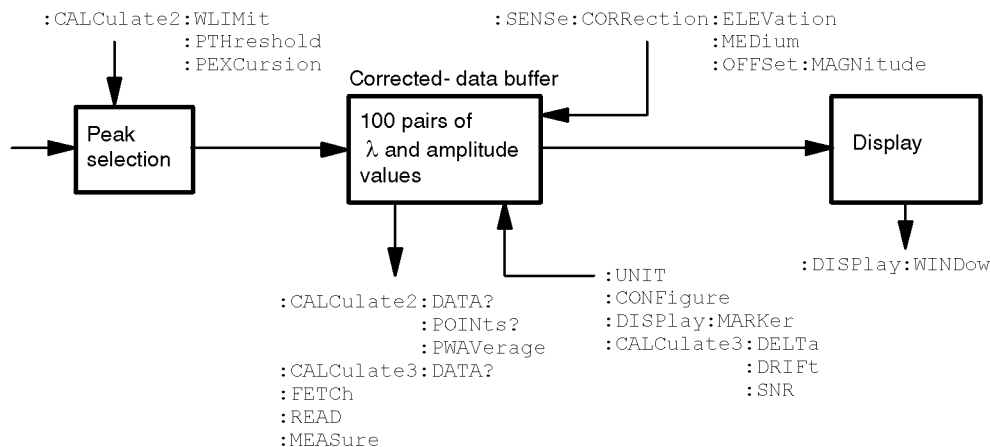 :CALCulate2:WLIMit
:PTHreshold
:PEXCursion
:SENSe:CORRection:ELEVation
:MEDium
:OFFSet:MAGNitude
Corrected- data buffer
Peak
selection
100 pairs of
λ and amplitude
values
Display
:DISPlay:WINDow
:CALCulate2:DATA?
:POINts?
:PWAVerage
:CALCulate3:DATA?
:FETCh
:READ
:MEASure
:UNIT
:CONFigure
:DISPlay:MARKer
:CALCulate3:DELTa
:DRIFt
:SNR